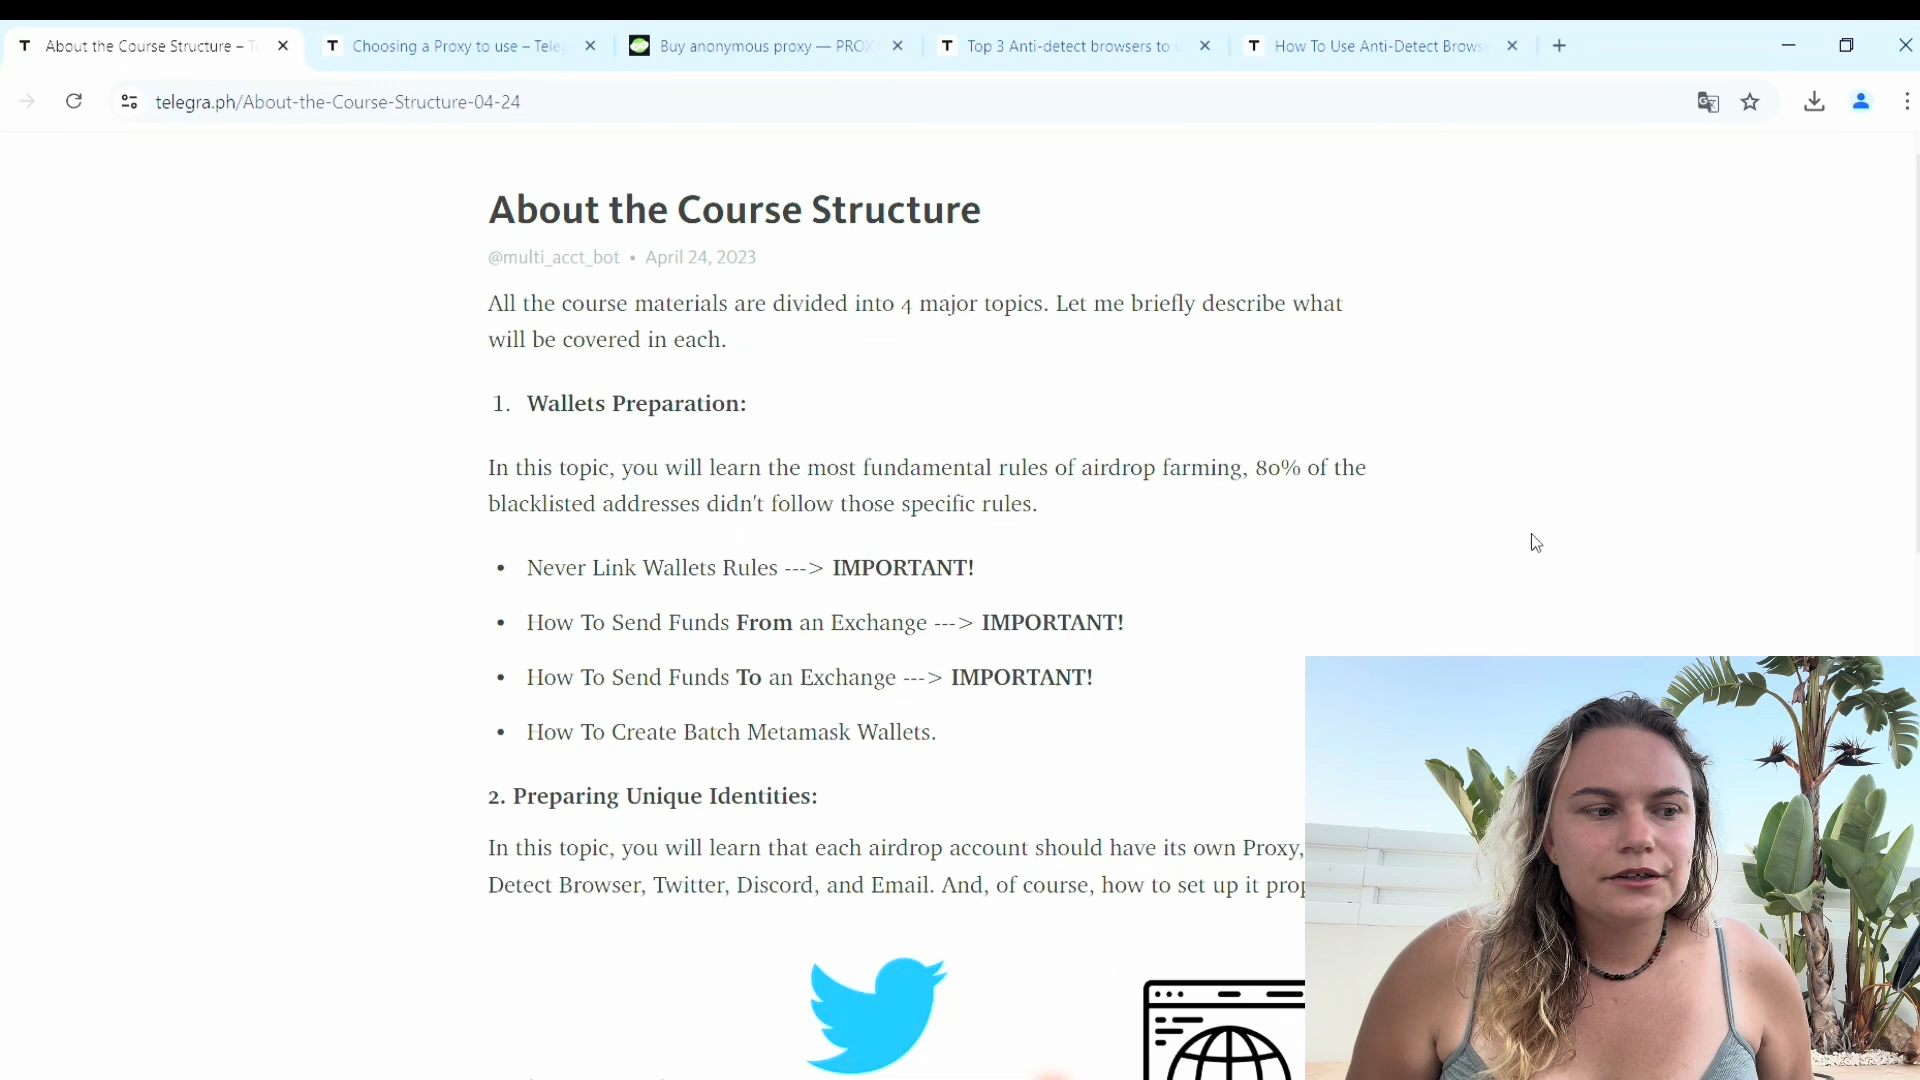 About the Course Structure –
Choosing a Proxy to use – Tele
Buy anonymous proxy — PROX
Top 3 Anti-detect browsers to
How To Use Anti-Detect Brows
telegra.ph/About-the-Course-Structure-04-24
About the Course Structure
@multi_acct_bot • April 24, 2023
All the course materials are divided into 4 major topics. Let me briefly describe what
will be covered in each.
1. Wallets Preparation:
In this topic, you will learn the most fundamental rules of airdrop farming, 80% of the
blacklisted addresses didn't follow those specific rules.
• Never Link Wallets Rules ---> IMPORTANT!
• How To Send Funds From an Exchange ---> IMPORTANT!
• How To Send Funds To an Exchange ---> IMPORTANT!
• How To Create Batch Metamask Wallets.
2. Preparing Unique Identities:
In this topic, you will learn that each airdrop account should have its own Proxy,
Detect Browser, Twitter, Discord, and Email. And, of course, how to set up it prop